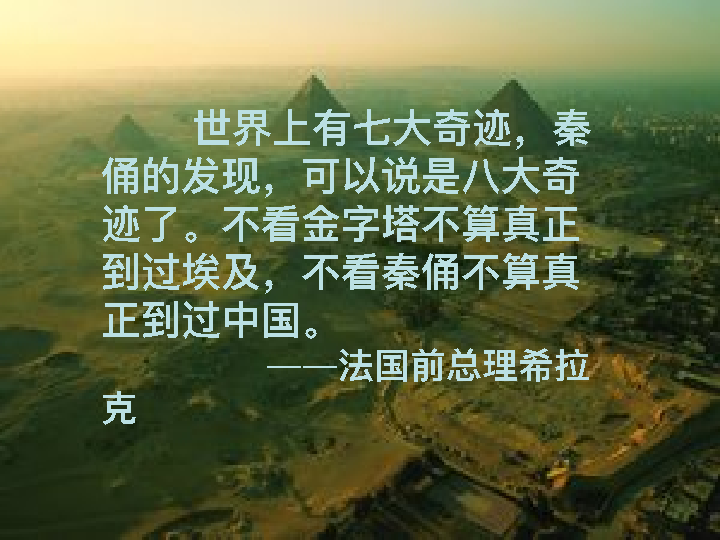 世界上有七大奇迹，秦
俑的发现，可以说是八大奇
迹了。不看金字塔不算真正
到过埃及，不看秦俑不算真
正到过中国。
——法国前总理希拉
克